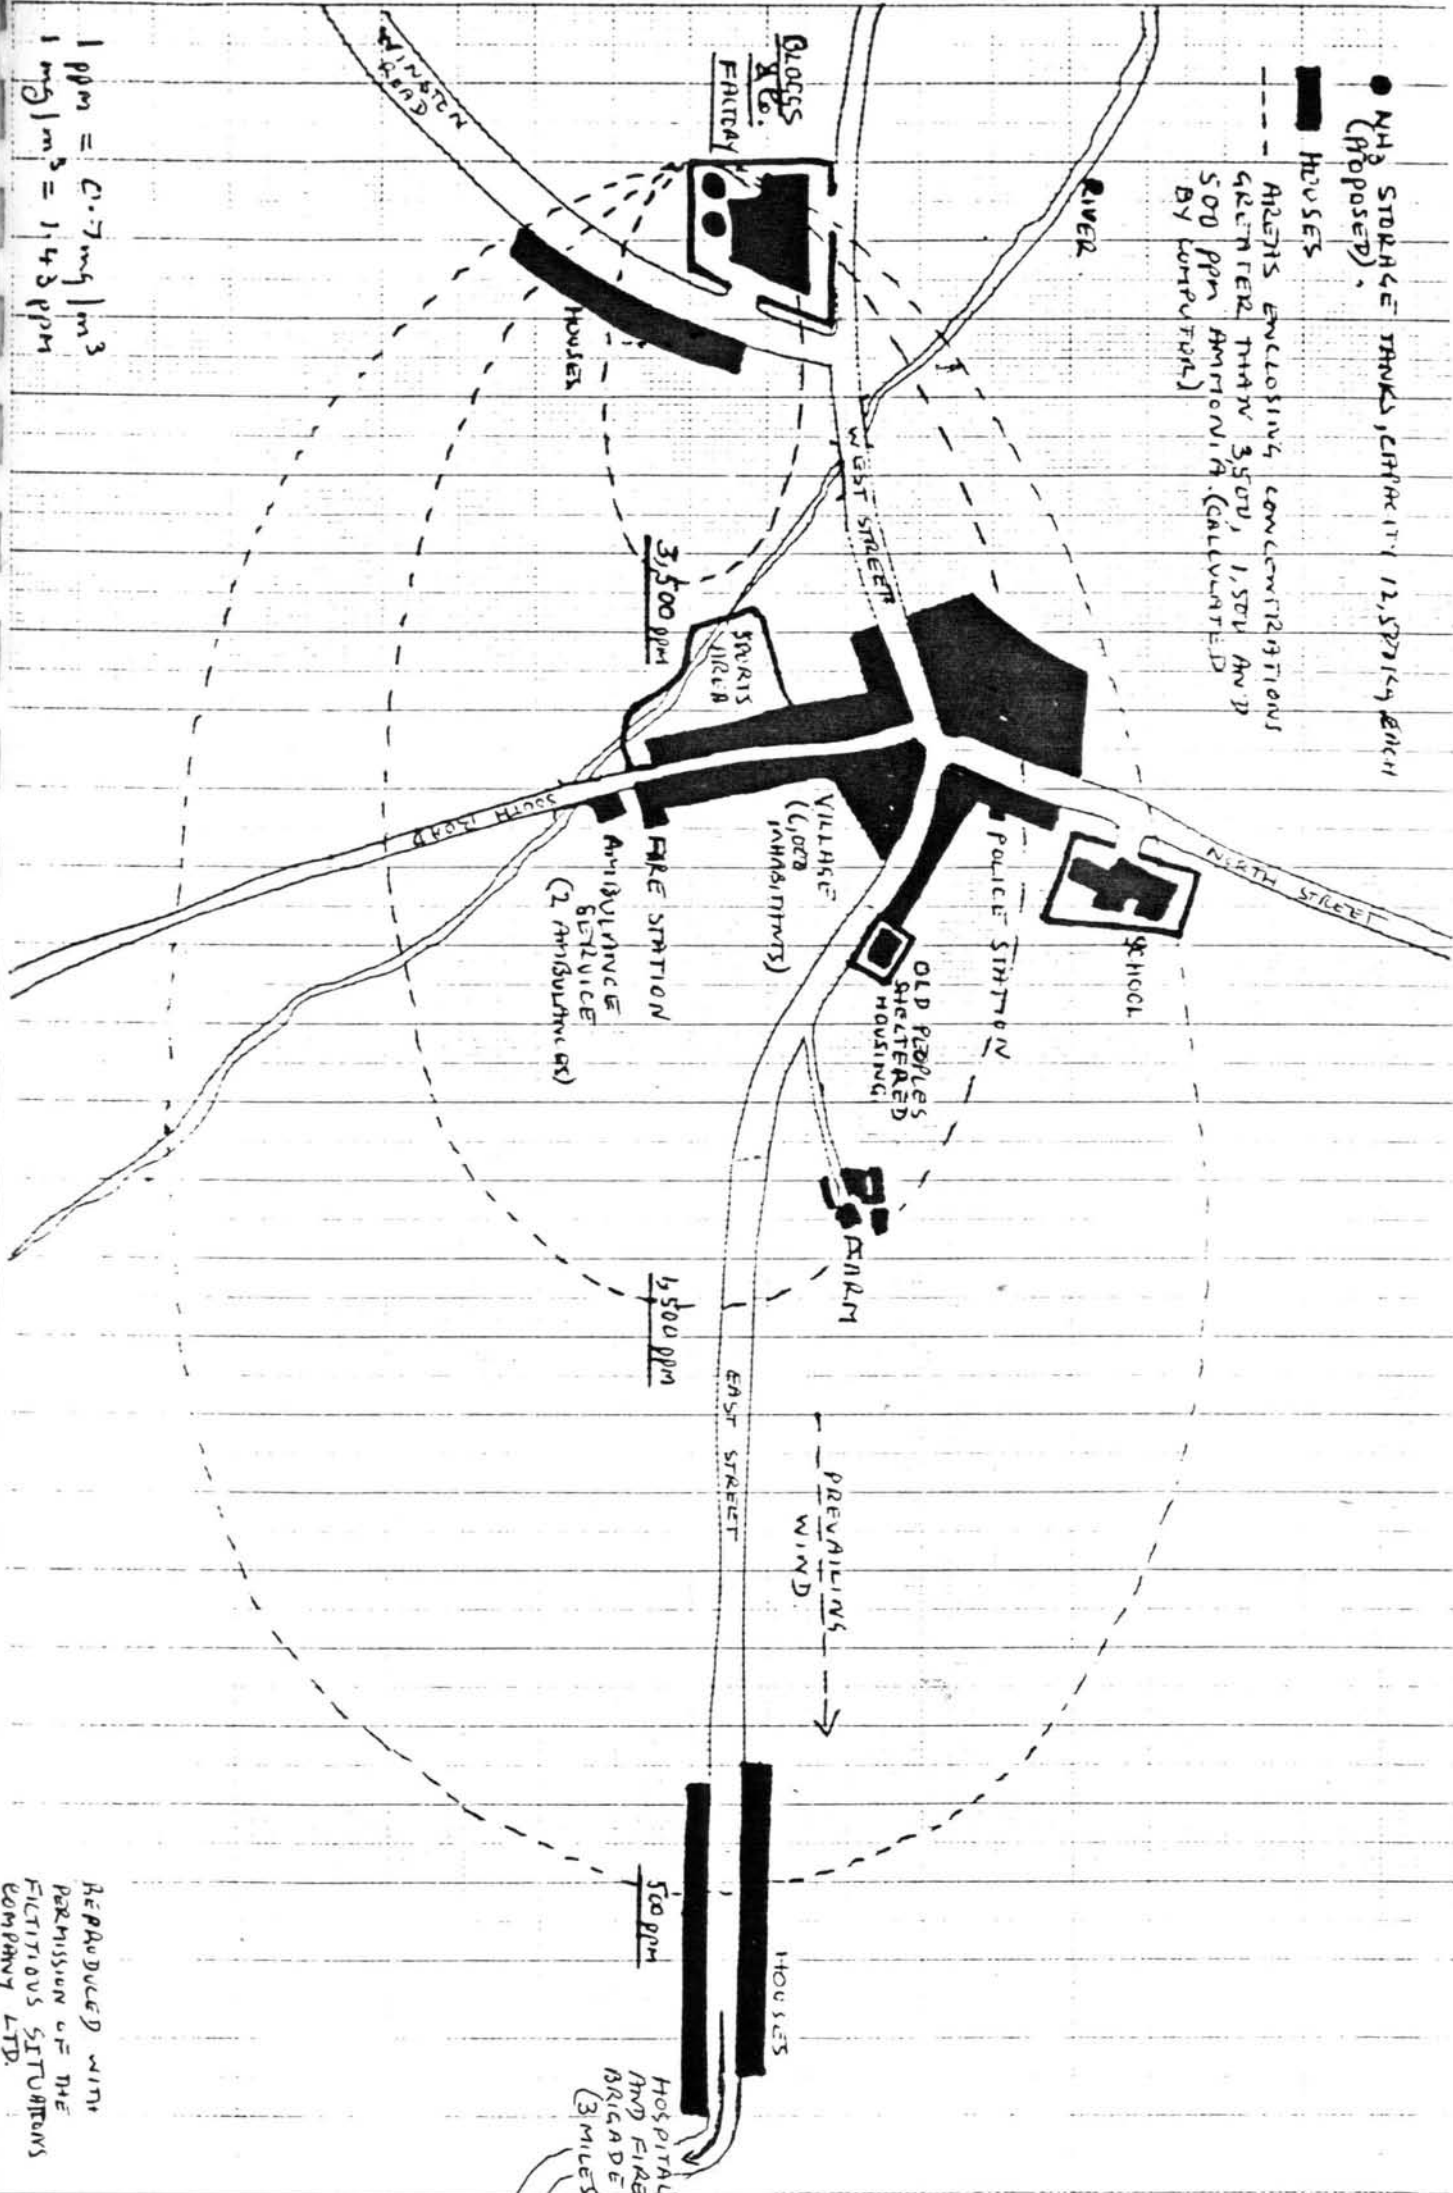 ● NH3 STORAGE TANKS, CAPACITY 12,500 kg EACH
(PROPOSED).
HOUSES
--- AREAS ENCLOSING CONCENTRATIONS
GREATER THAN 3,500, 1,500 AND
500 PPM AMMONIA. (CALCULATED
BY COMPUTOR)
RIVER
BLOGGS
& Co.
FACTORY
WINGTON
ROAD
HOUSES
WEST STREET
3,500 ppm
SPORTS
AREA
NORTH STREET
SCHOOL
POLICE STATION
OLD PEOPLES
SHELTERED
HOUSING
VILLAGE
(6,000
INHABITANTS)
FIRE STATION
AMBULANCE
SERVICE
(2 AMBULANCES)
SOUTH ROAD
FARM
1,500 ppm
EAST STREET
PREVAILING
WIND.
500 ppm
HOUSES
HOSPITAL
AND FIRE
BRIGADE
(3 MILES
1 ppm = 0.7 mg/m³
1 mg/m³ = 1.43 ppm
REPRODUCED WITH
PERMISSION OF THE
FICTITIOUS SITUATIONS
COMPANY LTD.